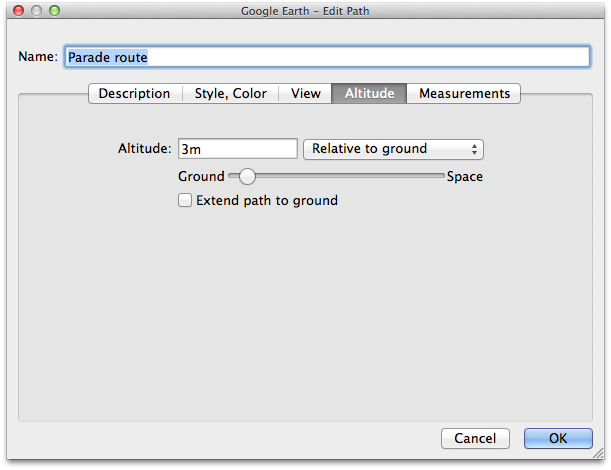 Google Earth – Edit Path
Name: Parade route
Description Style, Color View Altitude Measurements
Altitude: 3m Relative to ground
Ground Space
Extend path to ground
Cancel OK